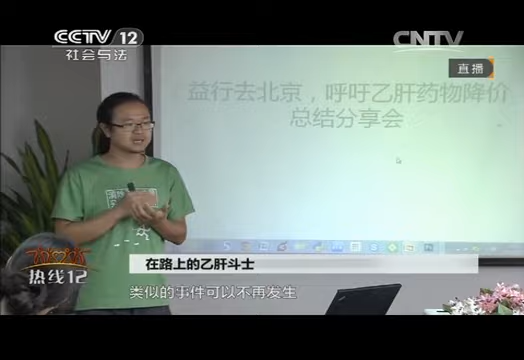 CCTV 12
社会与法
CNTV
直播
益行去北京，呼吁乙肝药物降价
总结分享会
热线12
在路上的乙肝斗士
类似的事件可以不再发生